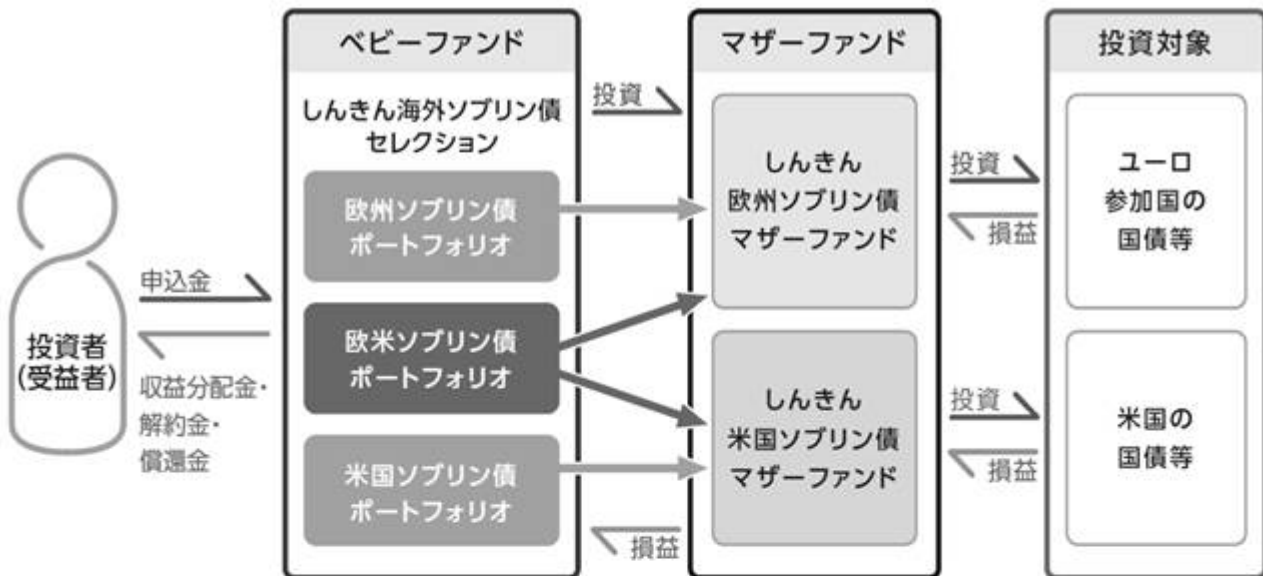 投資者
(受益者)
申込金
収益分配金・
解約金・
償還金
ベビーファンド
しんきん海外ソブリン債
セレクション
欧州ソブリン債
ポートフォリオ
欧米ソブリン債
ポートフォリオ
米国ソブリン債
ポートフォリオ
投資
損益
マザーファンド
しんきん
欧州ソブリン債
マザーファンド
しんきん
米国ソブリン債
マザーファンド
投資
損益
投資
損益
投資対象
ユーロ
参加国の
国債等
米国の
国債等